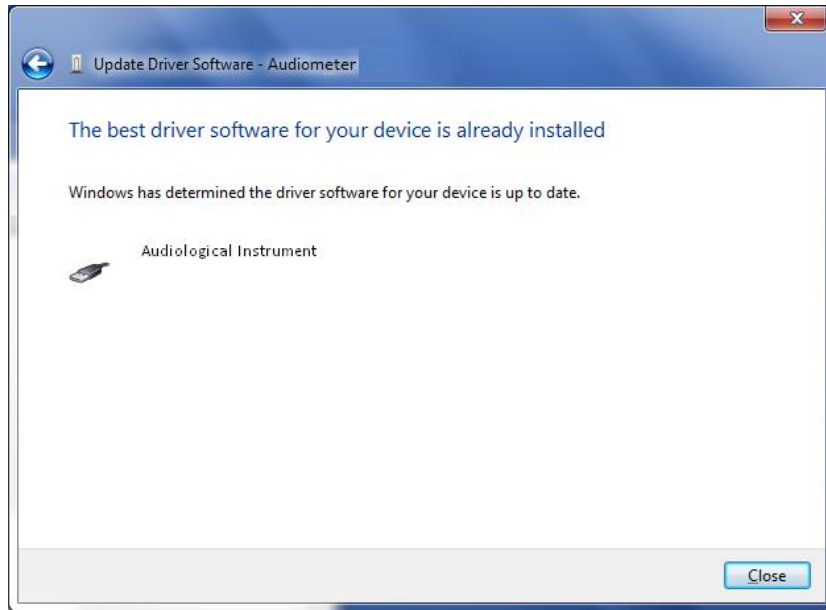 Update Driver Software - Audiometer
The best driver software for your device is already installed
Windows has determined the driver software for your device is up to date.
Audiological Instrument
Close